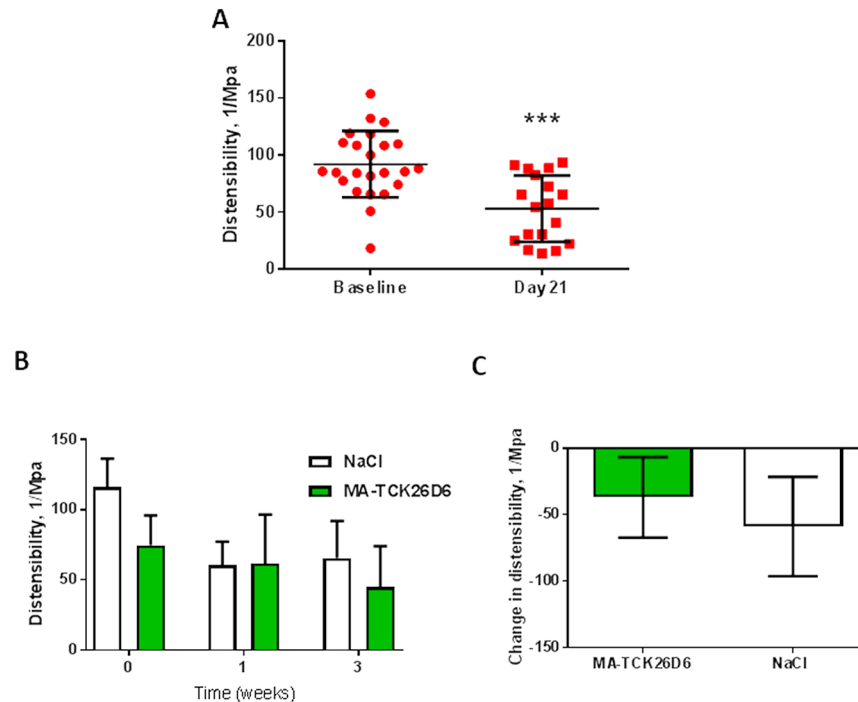 A
Distensibility, 1/Mpa
200
150
100
50
0
***
Baseline
Day 21
B
Distensibility, 1/Mpa
150
100
50
0
NaCl
MA-TCK26D6
0
1
3
Time (weeks)
C
Change in distensibility, 1/Mpa
0
-50
-100
-150
MA-TCK26D6
NaCl